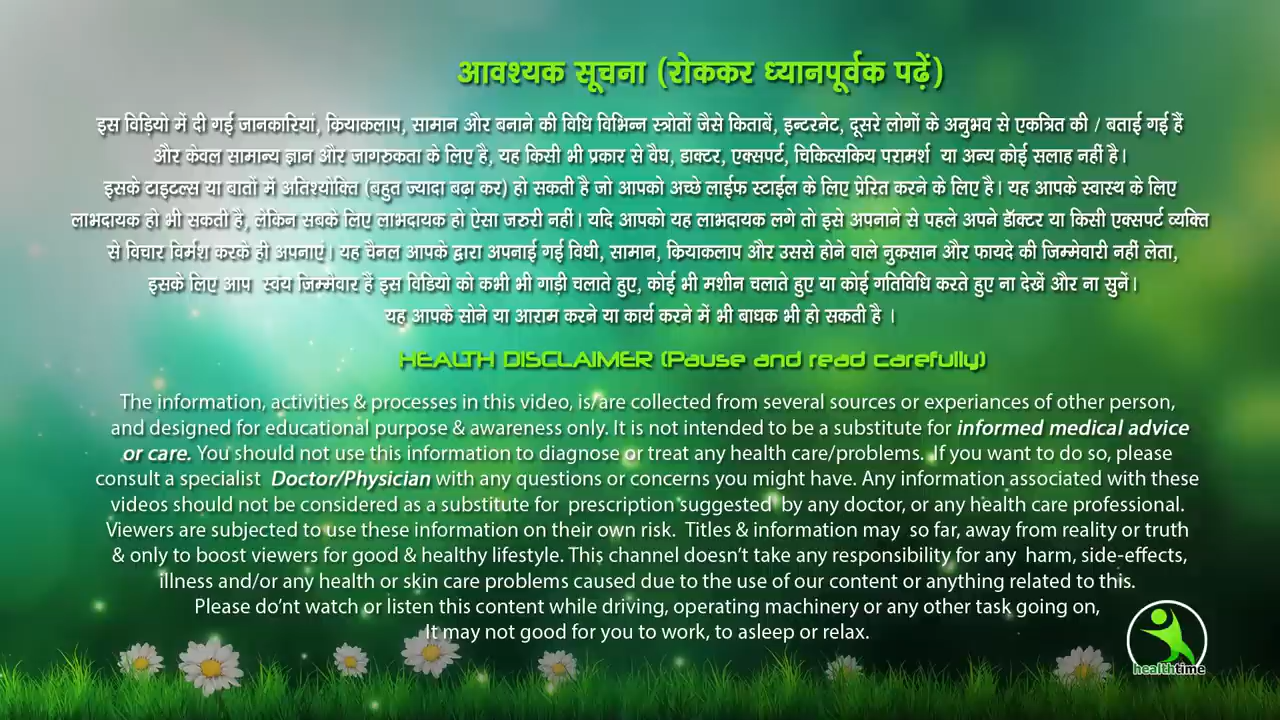 आवश्यक सूचना (रोककर ध्यानपूर्वक पढ़ें)
इस विड़ियो में दी गई जानकारियां, क्रियाकलाप, सामान और बनाने की विधि विभिन्न स्त्रोतों जैसे किताबें, इन्टरनेट, दूसरे लोगों के अनुभव से एकत्रित की / बताई गई हैं
और केवल सामान्य ज्ञान और जागरुकता के लिए है, यह किसी भी प्रकार से वैघ, डाक्टर, एक्सपर्ट, चिकित्सकिय परामर्श या अन्य कोई सलाह नहीं है।
इसके टाइटल्स या बातों में अतिश्योक्ति (बहुत ज्यादा बढ़ा कर) हो सकती है जो आपको अच्छे लाईफ स्टाईल के लिए प्रेरित करने के लिए है। यह आपके स्वास्थ के लिए
लाभदायक हो भी सकती है, लेकिन सबके लिए लाभदायक हो ऐसा जरुरी नहीं। यदि आपको यह लाभदायक लगे तो इसे अपनाने से पहले अपने डॉक्टर या किसी एक्सपर्ट व्यक्ति
से विचार विर्मश करके ही अपनाएं। यह चैनल आपके द्वारा अपनाई गई विधी, सामान, क्रियाकलाप और उससे होने वाले नुकसान और फायदे की जिम्मेवारी नहीं लेता,
इसके लिए आप स्वंय जिम्मेवार हैं इस विडियो को कभी भी गाड़ी चलाते हुए, कोई भी मशीन चलाते हुए या कोई गतिविधि करते हुए ना देखें और ना सुनें।
यह आपके सोने या आराम करने या कार्य करने में भी बाधक भी हो सकती है ।
HEALTH DISCLAIMER (Pause and read carefully)
The information, activities & processes in this video, is/are collected from several sources or experiances of other person,
and designed for educational purpose & awareness only. It is not intended to be a substitute for informed medical advice
or care. You should not use this information to diagnose or treat any health care/problems. If you want to do so, please
consult a specialist Doctor/Physician with any questions or concerns you might have. Any information associated with these
videos should not be considered as a substitute for prescription suggested by any doctor, or any health care professional.
Viewers are subjected to use these information on their own risk. Titles & information may so far, away from reality or truth
& only to boost viewers for good & healthy lifestyle. This channel doesn't take any responsibility for any harm, side-effects,
illness and/or any health or skin care problems caused due to the use of our content or anything related to this.
Please do'nt watch or listen this content while driving, operating machinery or any other task going on,
It may not good for you to work, to asleep or relax.
healthtime